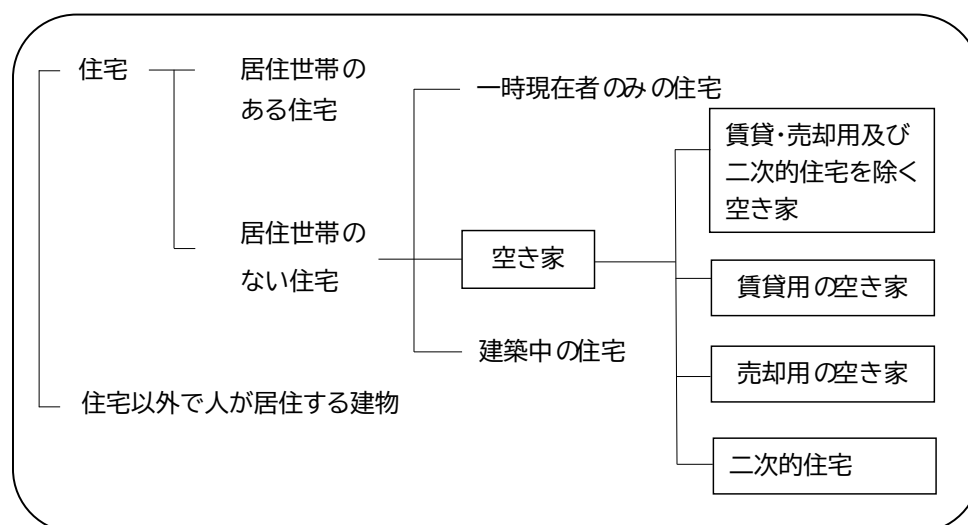 住宅
居住世帯の
ある住宅
一時現在者のみの住宅
賃貸・売却用及び
二次的住宅を除く
空き家
居住世帯の
ない住宅
空き家
賃貸用の空き家
建築中の住宅
売却用の空き家
住宅以外で人が居住する建物
二次的住宅